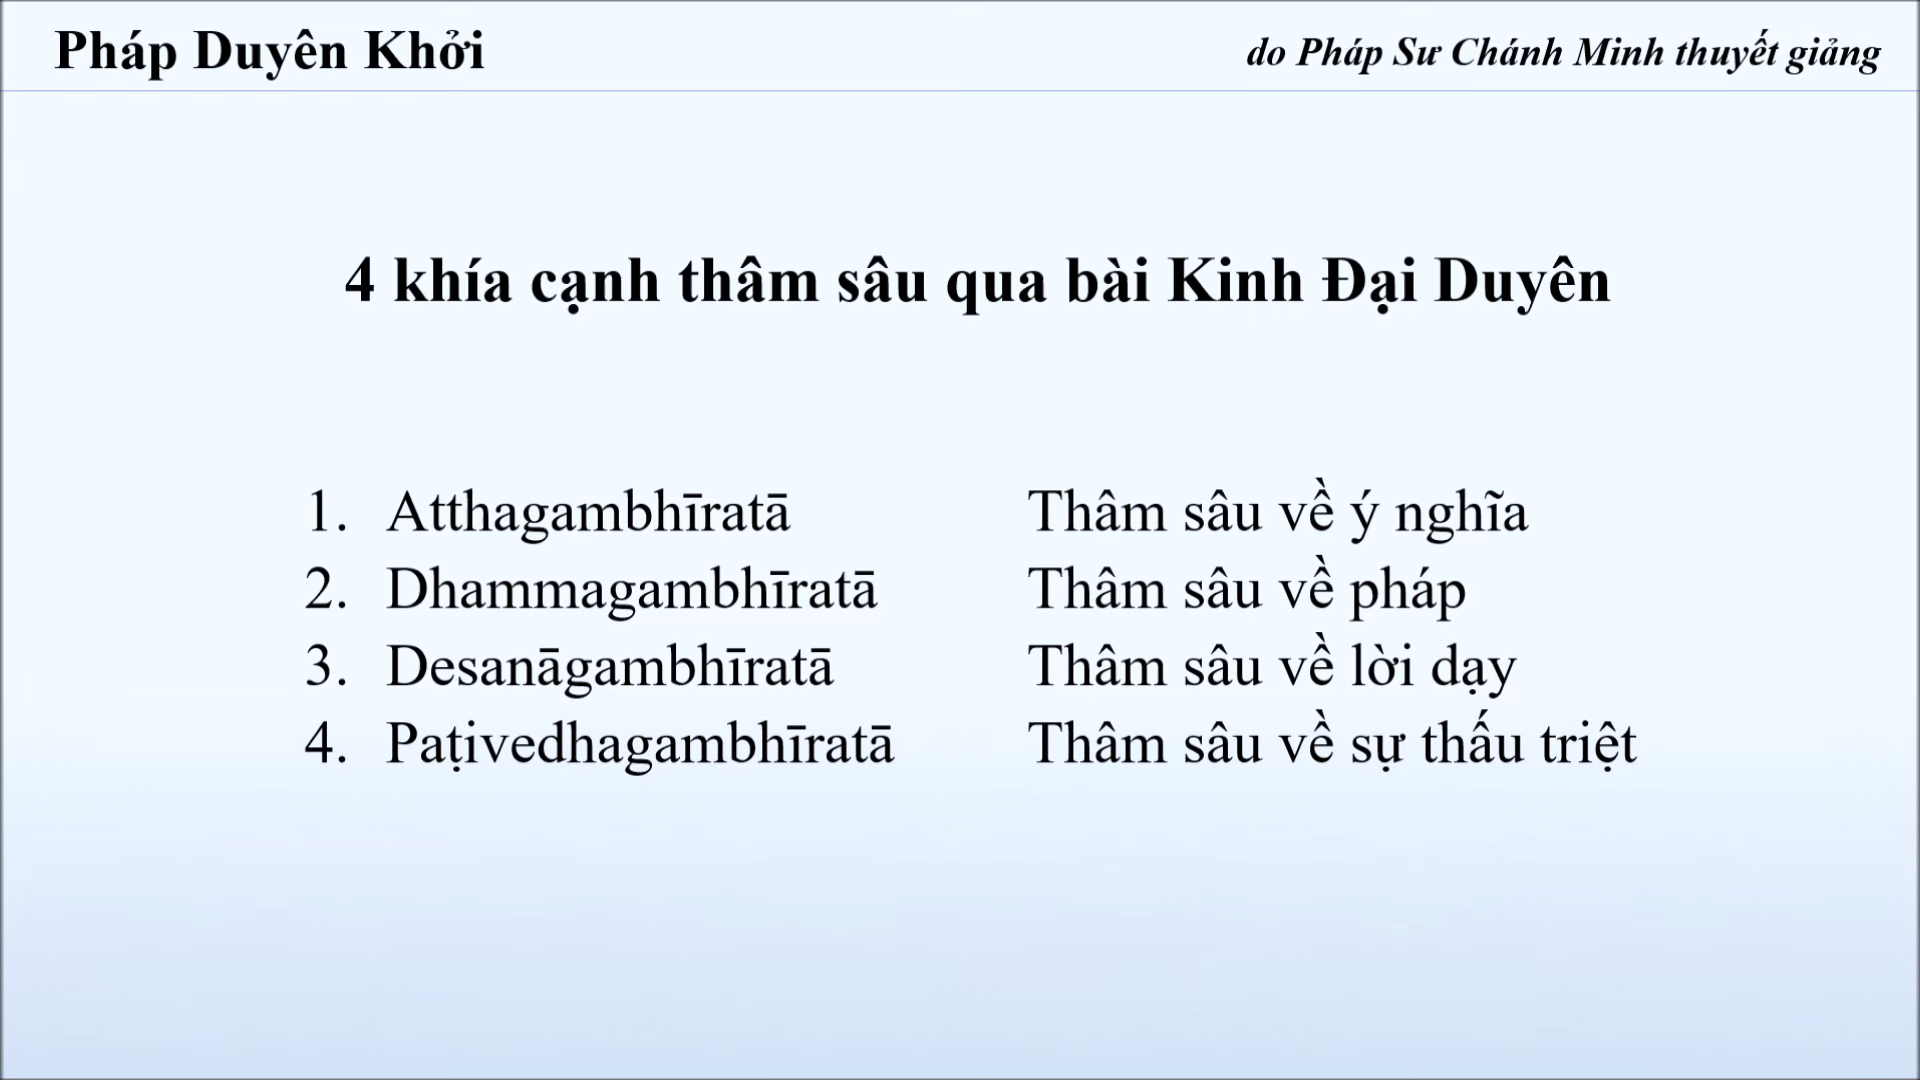 Pháp Duyên Khởi
do Pháp Sư Chánh Minh thuyết giảng
4 khía cạnh thâm sâu qua bài Kinh Đại Duyên
1. Atthagambhīratā Thâm sâu về ý nghĩa
2. Dhammagambhīratā Thâm sâu về pháp
3. Desanāgambhīratā Thâm sâu về lời dạy
4. Paṭivedhagambhīratā Thâm sâu về sự thấu triệt